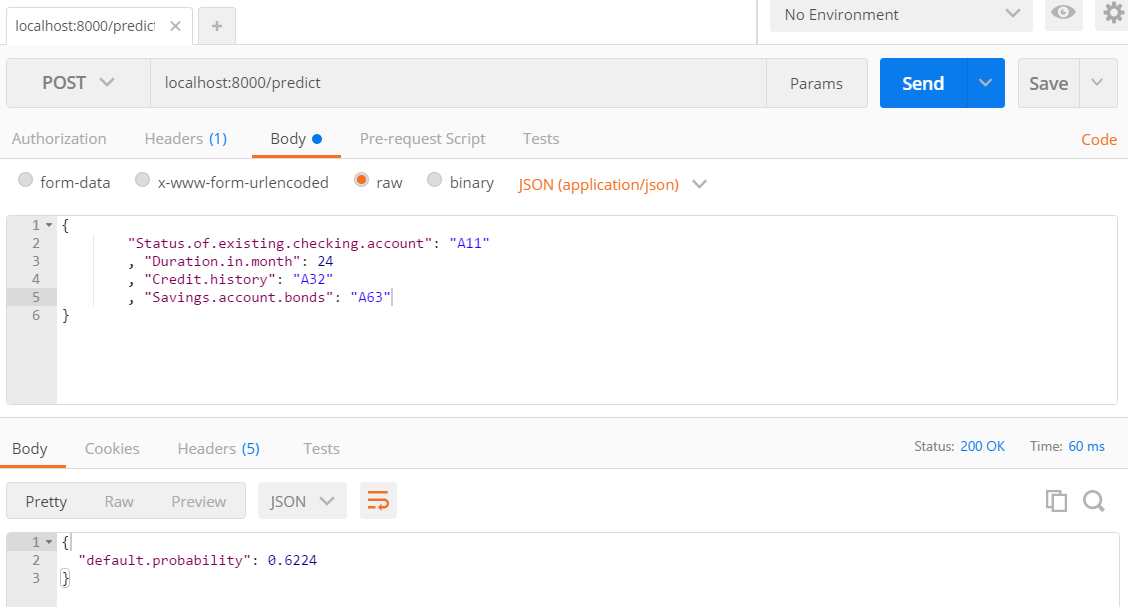 localhost:8000/predict × +
No Environment
POST localhost:8000/predict Params Send Save
Authorization Headers (1) Body Pre-request Script Tests Code
form-data x-www-form-urlencoded raw binary JSON (application/json)
1 {
2 "Status.of.existing.checking.account": "A11"
3 , "Duration.in.month": 24
4 , "Credit.history": "A32"
5 , "Savings.account.bonds": "A63"
6 }
Body Cookies Headers (5) Tests Status: 200 OK Time: 60 ms
Pretty Raw Preview JSON
1 {
2 "default.probability": 0.6224
3 }